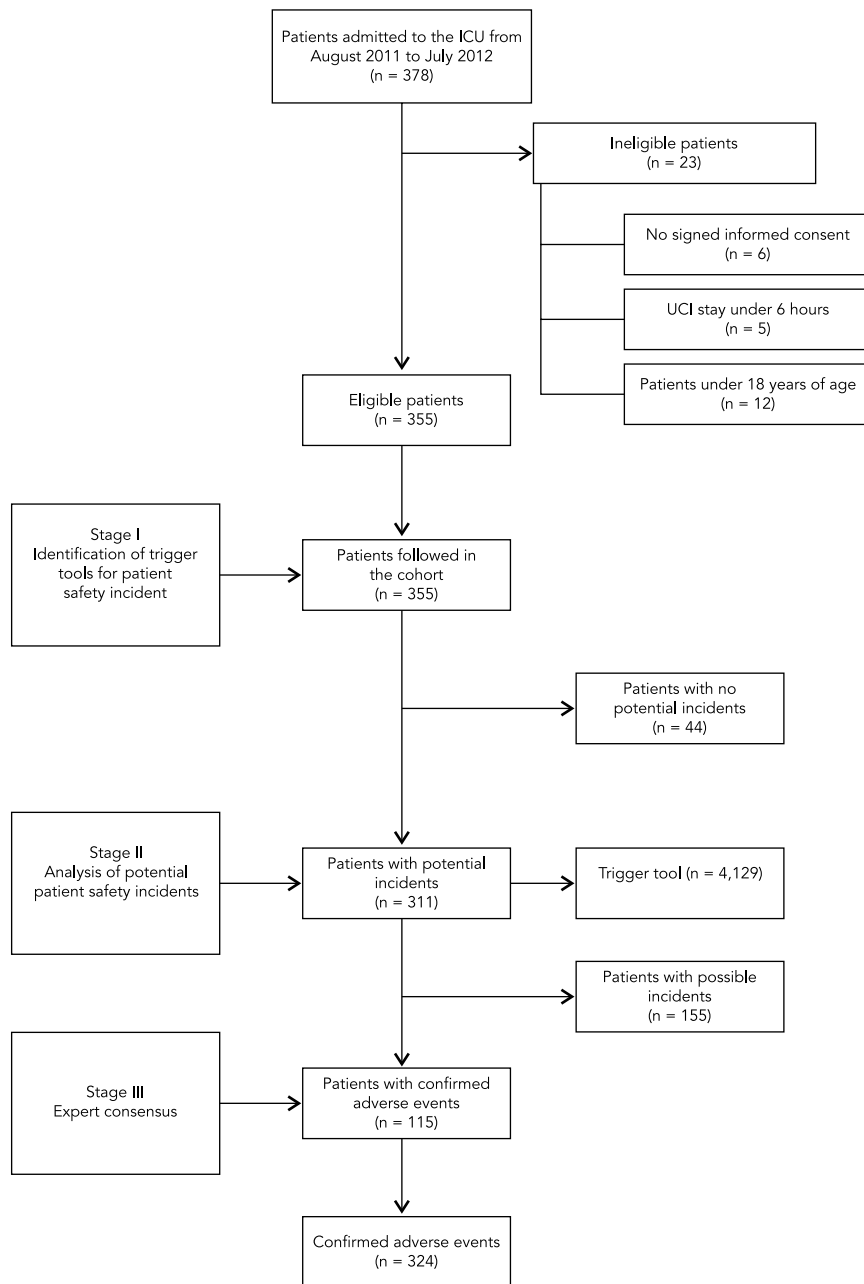 Patients admitted to the ICU from
August 2011 to July 2012
(n = 378)
Ineligible patients
(n = 23)
No signed informed consent
(n = 6)
UCI stay under 6 hours
(n = 5)
Patients under 18 years of age
(n = 12)
Eligible patients
(n = 355)
Stage I
Identification of trigger
tools for patient
safety incident
Patients followed in
the cohort
(n = 355)
Patients with no
potential incidents
(n = 44)
Stage II
Analysis of potential
patient safety incidents
Patients with potential
incidents
(n = 311)
Trigger tool (n = 4,129)
Patients with possible
incidents
(n = 155)
Stage III
Expert consensus
Patients with confirmed
adverse events
(n = 115)
Confirmed adverse events
(n = 324)